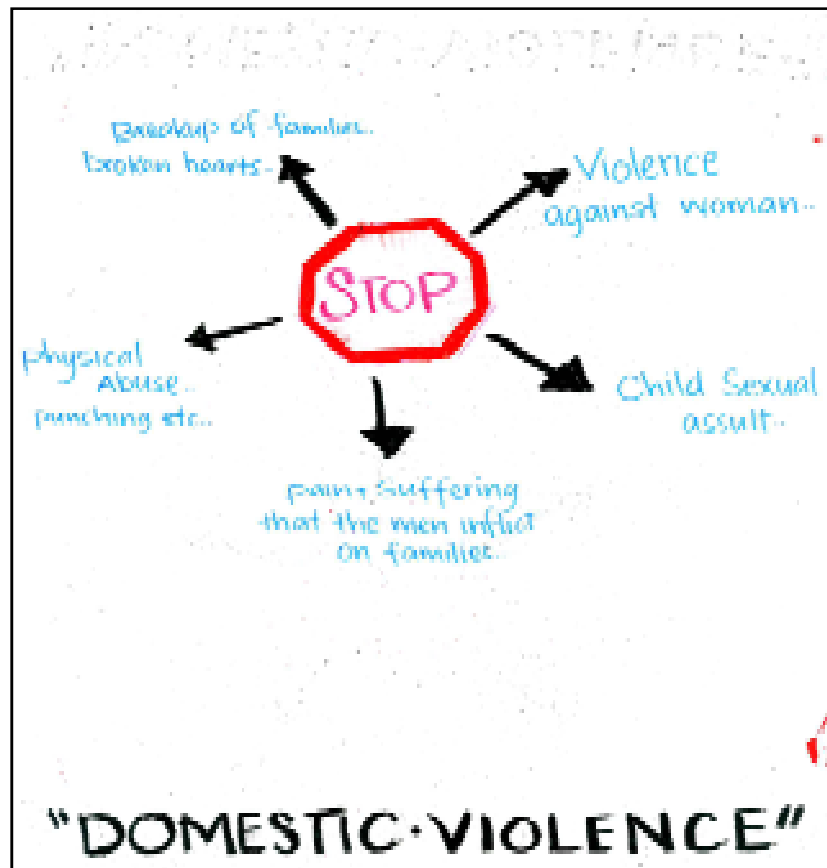 Breakup of families..
broken hearts..
Violence
against woman..
STOP
physical
Abuse..
punching etc..
Child Sexual
assult..
pain + suffering
that the men inflict
on families.
"DOMESTIC·VIOLENCE"